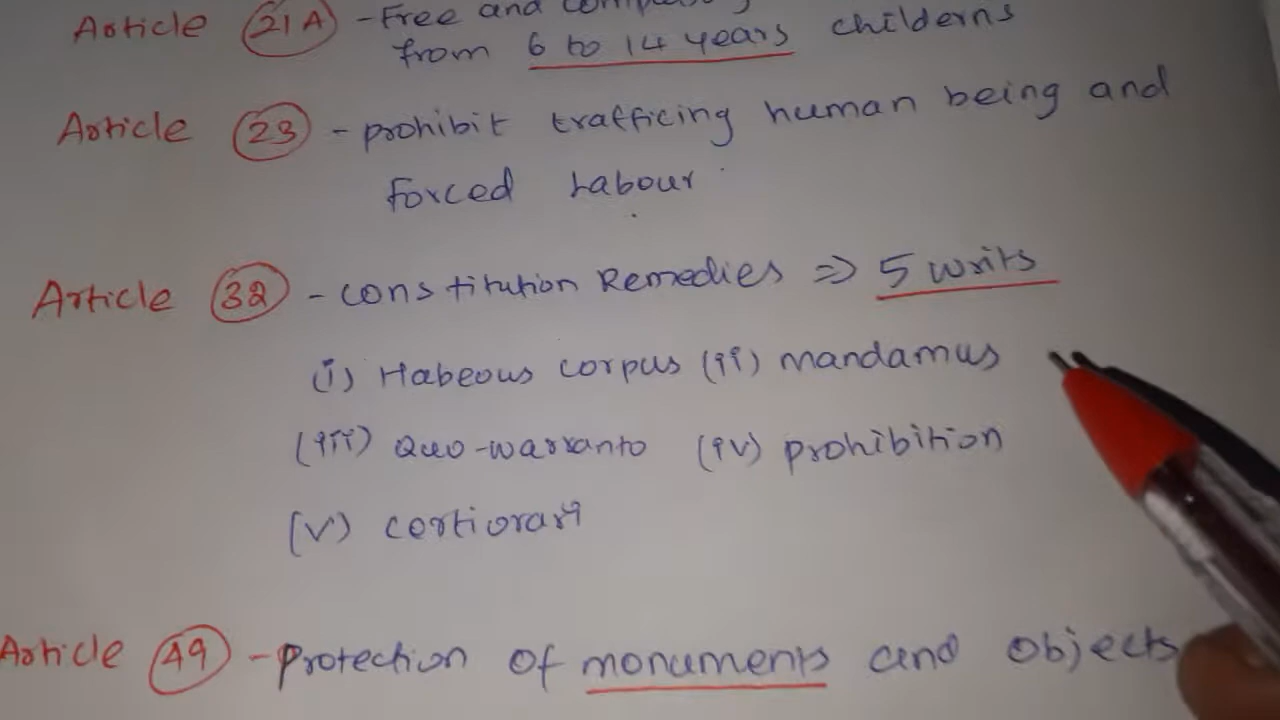 Article 21A - Free and
from 6 to 14 years childerns
Article 23 - prohibit trafficing human being and
forced Labour
Article 32 - constitution Remedies => 5 writs
(i) Habeous corpus (ii) mandamus
(iii) Quo-warranto (iv) prohibition
(v) certiorari
Article 49 - Protection of monuments and objects